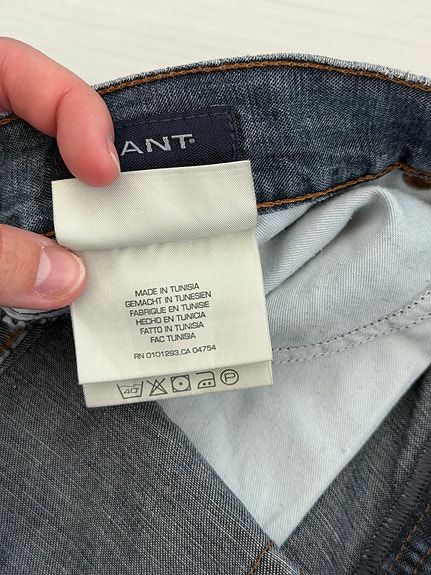 ANT
MADE IN TUNISIA
GEMACHT IN TUNESIEN
FABRIQUE EN TUNISIE
HECHO EN TUNICIA
FATTO IN TUNISIA
FAC TUNISIA
RN 0101293,CA 04754
40°
P